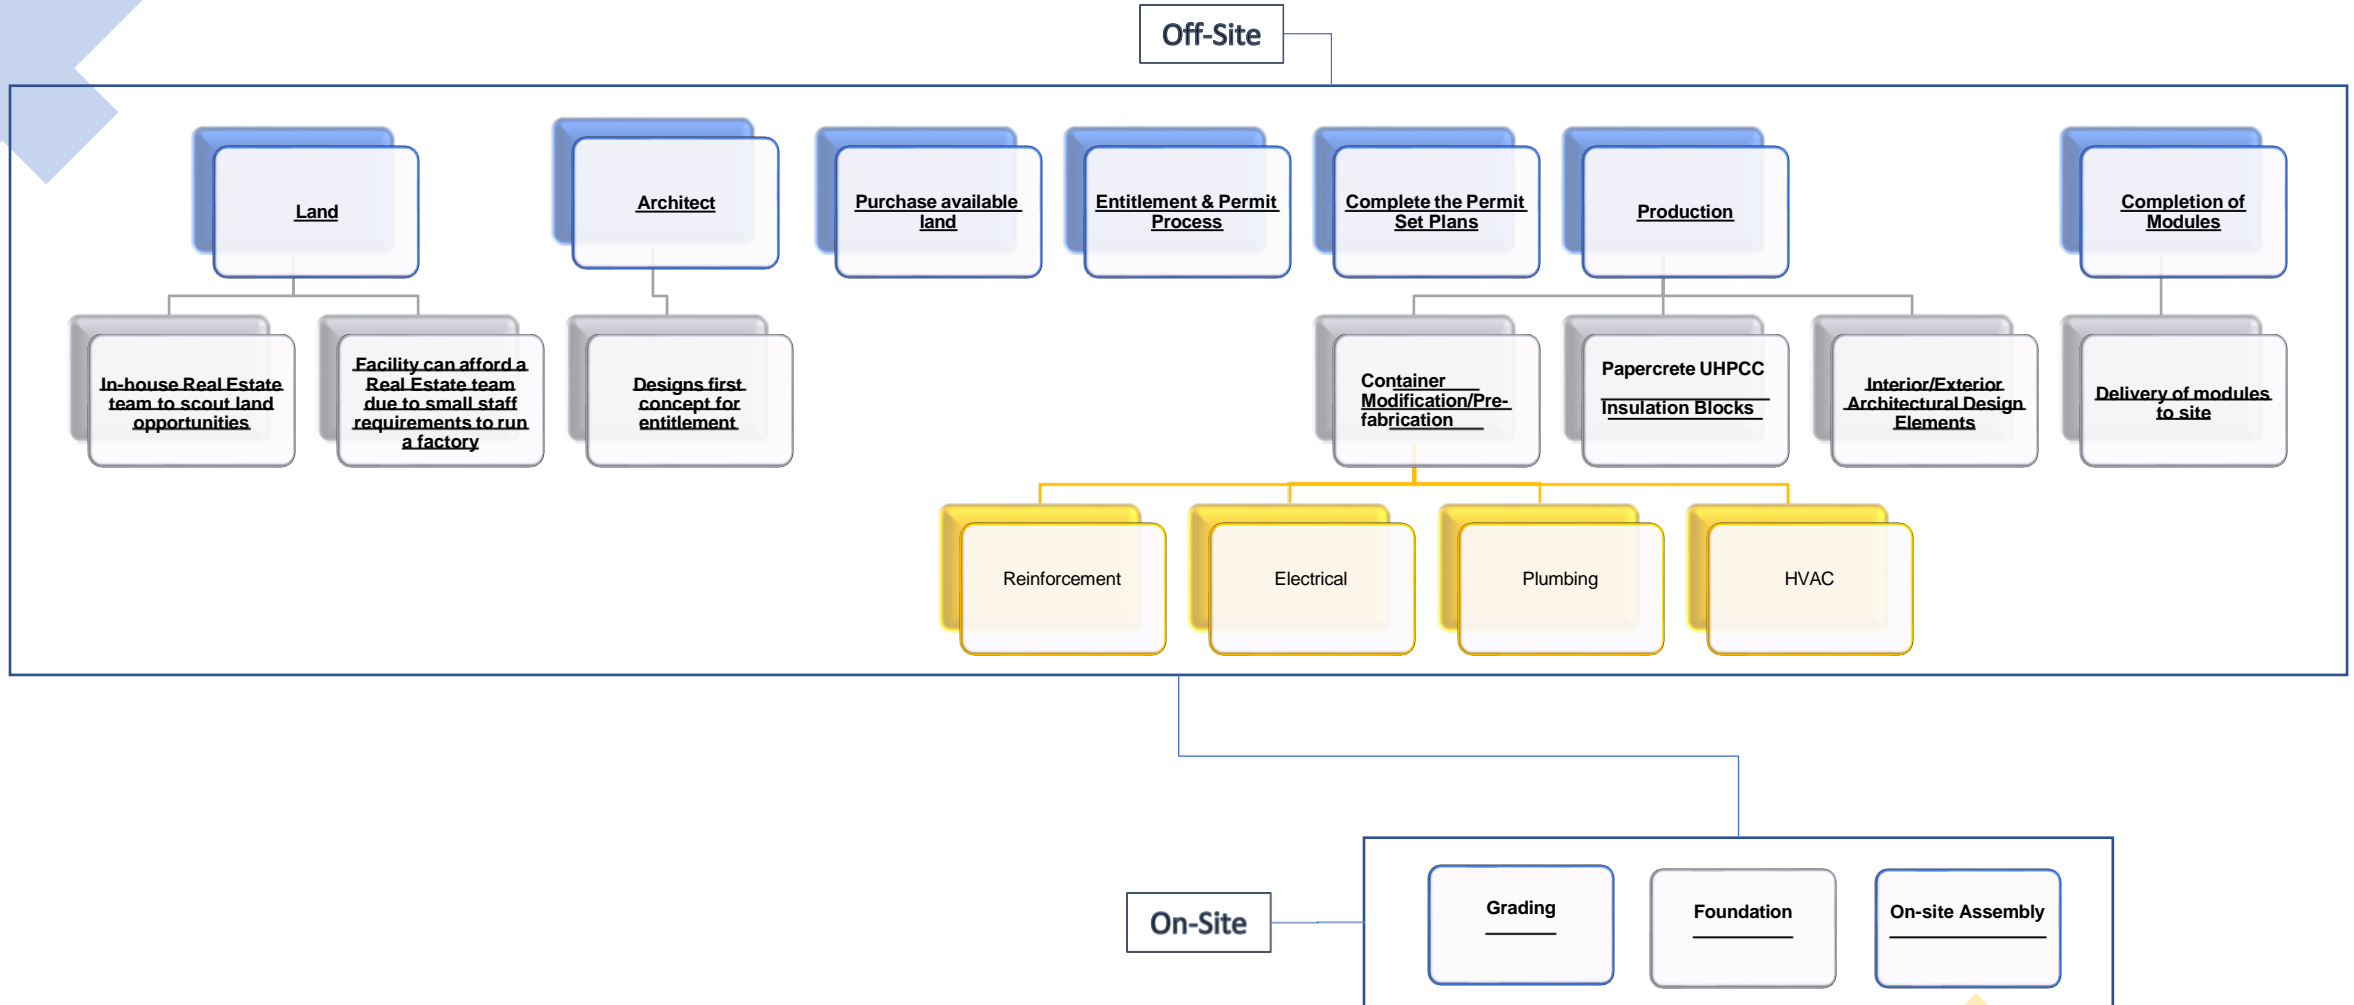 Off-Site
Land
Architect
Purchase available
land
Entitlement & Permit
Process
Complete the Permit
Set Plans
Production
Completion of
Modules
In-house Real Estate
team to scout land
opportunities
Facility can afford a
Real Estate team
due to small staff
requirements to run
a factory
Designs first
concept for
entitlement
Container
Modification/Pre-
fabrication
Papercrete UHPCC
Insulation Blocks
Interior/Exterior
Architectural Design
Elements
Delivery of modules
to site
Reinforcement
Electrical
Plumbing
HVAC
On-Site
Grading
Foundation
On-site Assembly